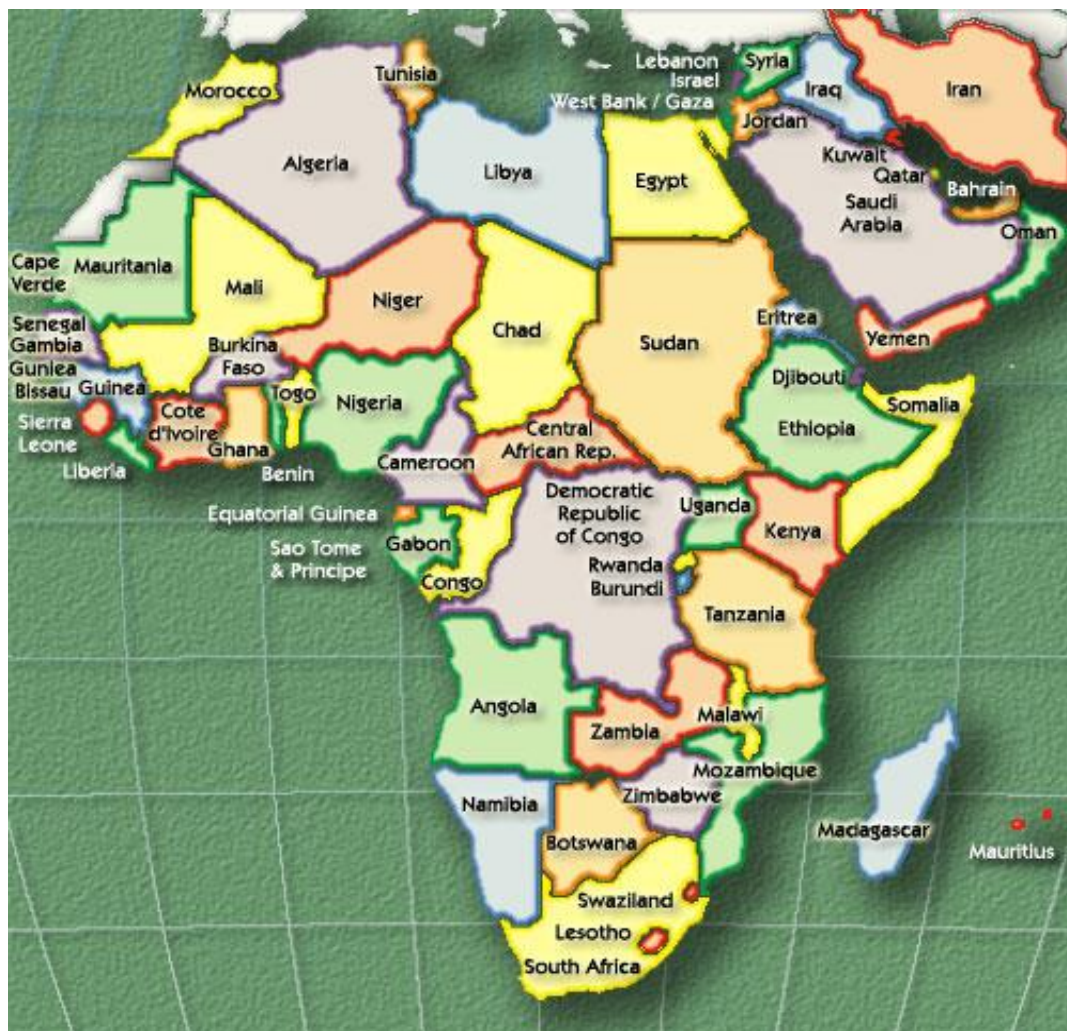 Morocco
Tunisia
Algeria
Libya
Egypt
Lebanon
Israel
West Bank / Gaza
Syria
Iraq
Iran
Jordan
Kuwait
Qatar
Bahrain
Saudi
Arabia
Oman
Yemen
Cape
Verde
Mauritania
Mali
Niger
Chad
Sudan
Eritrea
Djibouti
Ethiopia
Somalia
Senegal
Gambia
Guniea
Bissau
Guinea
Burkina
Faso
Sierra
Leone
Liberia
Cote
d'Ivoire
Ghana
Togo
Benin
Nigeria
Cameroon
Central
African Rep.
Equatorial Guinea
Sao Tome
& Principe
Gabon
Congo
Democratic
Republic
of Congo
Uganda
Kenya
Rwanda
Burundi
Tanzania
Angola
Zambia
Malawi
Mozambique
Zimbabwe
Namibia
Botswana
Madagascar
Mauritius
Swaziland
Lesotho
South Africa